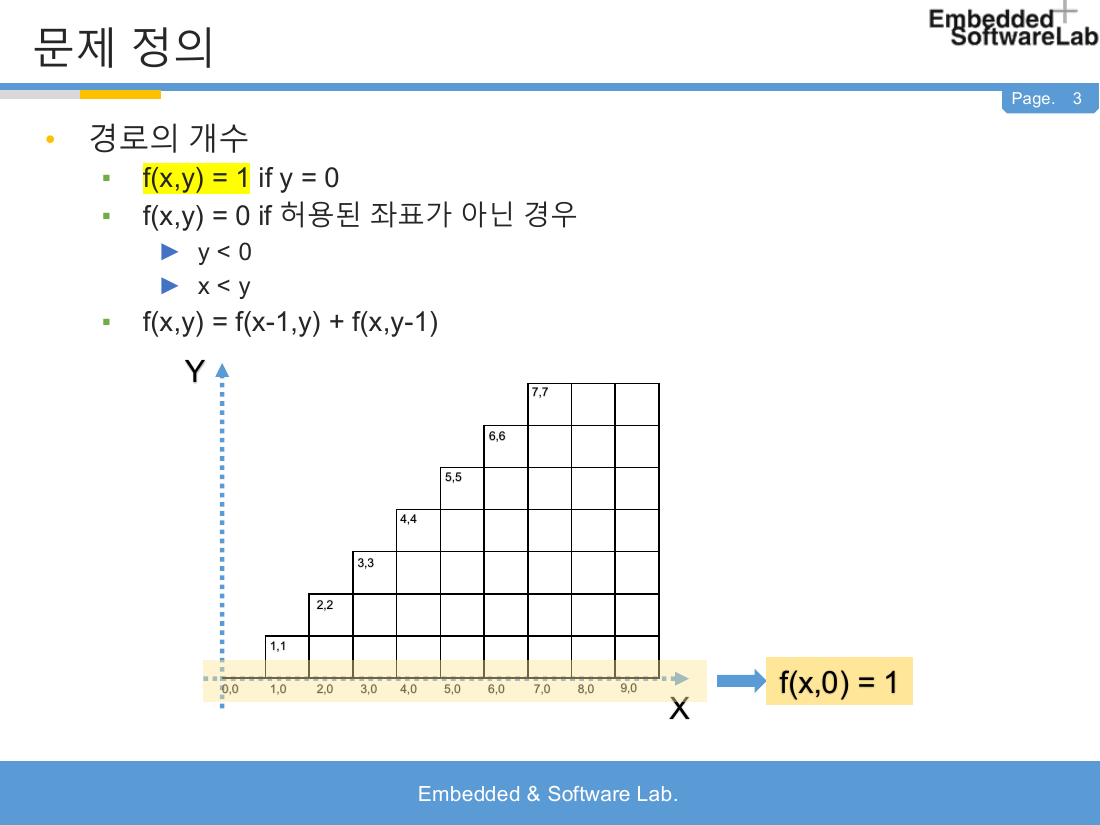 문제 정의
Embedded
SoftwareLab
Page. 3
• 경로의 개수
▪ f(x,y) = 1 if y = 0
▪ f(x,y) = 0 if 허용된 좌표가 아닌 경우
► y < 0
► x < y
▪ f(x,y) = f(x-1,y) + f(x,y-1)
Y
7,7
6,6
5,5
4,4
3,3
2,2
1,1
0,0 1,0 2,0 3,0 4,0 5,0 6,0 7,0 8,0 9,0
X
f(x,0) = 1
Embedded & Software Lab.